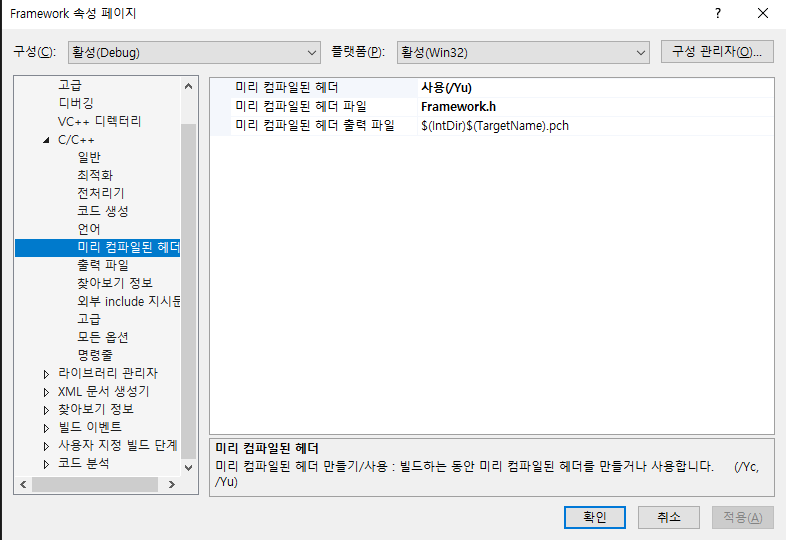 Framework 속성 페이지
?
구성(C): 활성(Debug) 플랫폼(P): 활성(Win32) 구성 관리자(O)...
고급
디버깅
VC++ 디렉터리
C/C++
일반
최적화
전처리기
코드 생성
언어
미리 컴파일된 헤더
출력 파일
찾아보기 정보
외부 include 지시문
고급
모든 옵션
명령줄
라이브러리 관리자
XML 문서 생성기
찾아보기 정보
빌드 이벤트
사용자 지정 빌드 단계
코드 분석
미리 컴파일된 헤더 사용(/Yu)
미리 컴파일된 헤더 파일 Framework.h
미리 컴파일된 헤더 출력 파일 $(IntDir)$(TargetName).pch
미리 컴파일된 헤더
미리 컴파일된 헤더 만들기/사용 : 빌드하는 동안 미리 컴파일된 헤더를 만들거나 사용합니다. (/Yc,
/Yu)
확인 취소 적용(A)